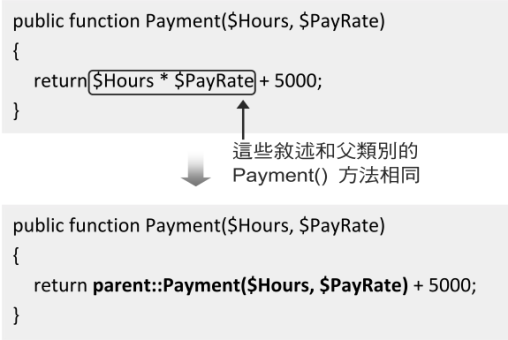 public function Payment($Hours, $PayRate)
{
return $Hours * $PayRate + 5000;
}
這些敘述和父類別的
Payment() 方法相同
public function Payment($Hours, $PayRate)
{
return parent::Payment($Hours, $PayRate) + 5000;
}